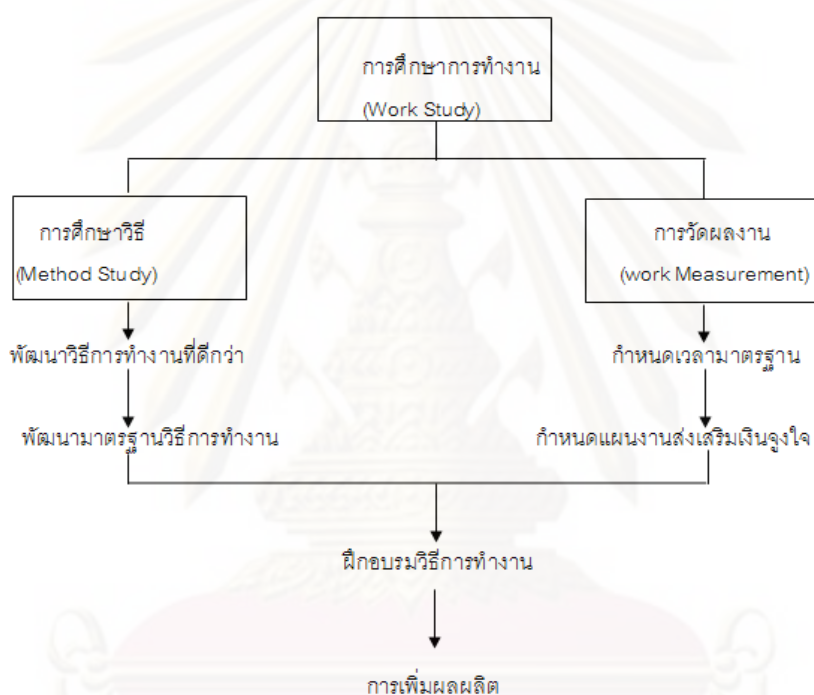 การศึกษาการทำงาน
(Work Study)
การศึกษาวิธี
(Method Study)
การวัดผลงาน
(work Measurement)
พัฒนาวิธีการทำงานที่ดีกว่า
กำหนดเวลามาตรฐาน
พัฒนามาตรฐานวิธีการทำงาน
กำหนดแผนงานส่งเสริมเงินจูงใจ
ฝึกอบรมวิธีการทำงาน
การเพิ่มผลผลิต